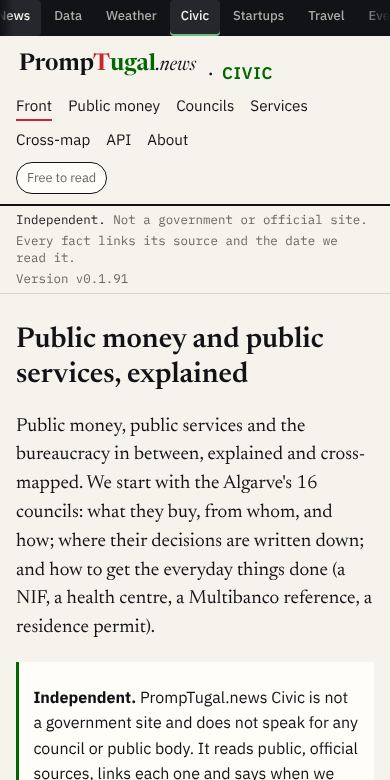 News Data Weather Civic Startups Travel
PrompTugal.news · CIVIC
Front Public money Councils Services
Cross-map API About
Free to read
Independent. Not a government or official site.
Every fact links its source and the date we
read it.
Version v0.1.91
Public money and public
services, explained
Public money, public services and the
bureaucracy in between, explained and cross-
mapped. We start with the Algarve's 16
councils: what they buy, from whom, and
how; where their decisions are written down;
and how to get the everyday things done (a
NIF, a health centre, a Multibanco reference, a
residence permit).
Independent. PrompTugal.news Civic is not
a government site and does not speak for any
council or public body. It reads public, official
sources, links each one and says when we